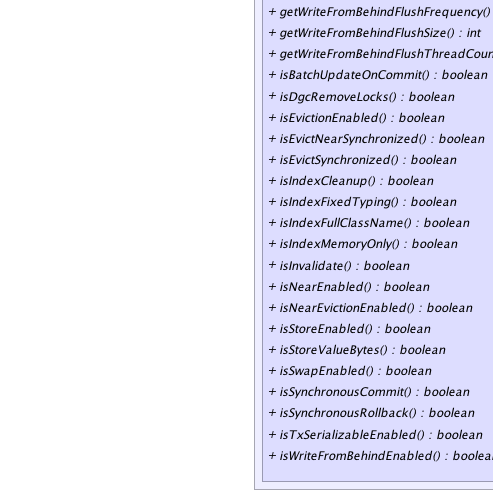 + getWriteFromBehindFlushFrequency()
+ getWriteFromBehindFlushSize() : int
+ getWriteFromBehindFlushThreadCoun
+ isBatchUpdateOnCommit() : boolean
+ isDgcRemoveLocks() : boolean
+ isEvictionEnabled() : boolean
+ isEvictNearSynchronized() : boolean
+ isEvictSynchronized() : boolean
+ isIndexCleanup() : boolean
+ isIndexFixedTyping() : boolean
+ isIndexFullClassName() : boolean
+ isIndexMemoryOnly() : boolean
+ isInvalidate() : boolean
+ isNearEnabled() : boolean
+ isNearEvictionEnabled() : boolean
+ isStoreEnabled() : boolean
+ isStoreValueBytes() : boolean
+ isSwapEnabled() : boolean
+ isSynchronousCommit() : boolean
+ isSynchronousRollback() : boolean
+ isTxSerializableEnabled() : boolean
+ isWriteFromBehindEnabled() : boolea